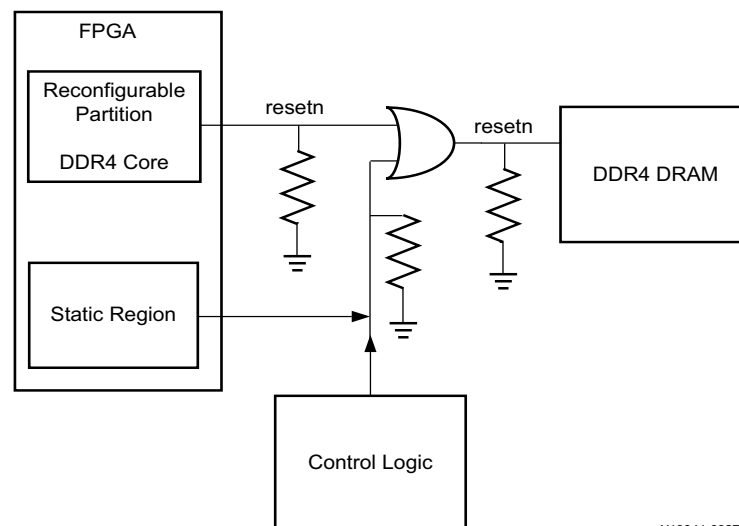 FPGA
Reconfigurable
Partition
DDR4 Core
resetn
resetn
DDR4 DRAM
Static Region
Control Logic